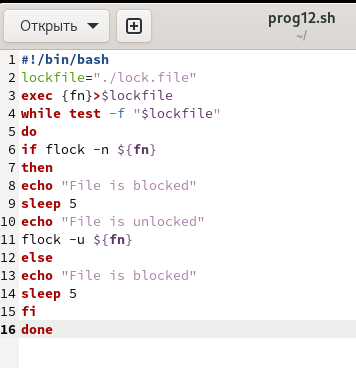 Открыть
prog12.sh
~/
1 #!/bin/bash
2 lockfile="./lock.file"
3 exec {fn}>$lockfile
4 while test -f "$lockfile"
5 do
6 if flock -n ${fn}
7 then
8 echo "File is blocked"
9 sleep 5
10 echo "File is unlocked"
11 flock -u ${fn}
12 else
13 echo "File is blocked"
14 sleep 5
15 fi
16 done